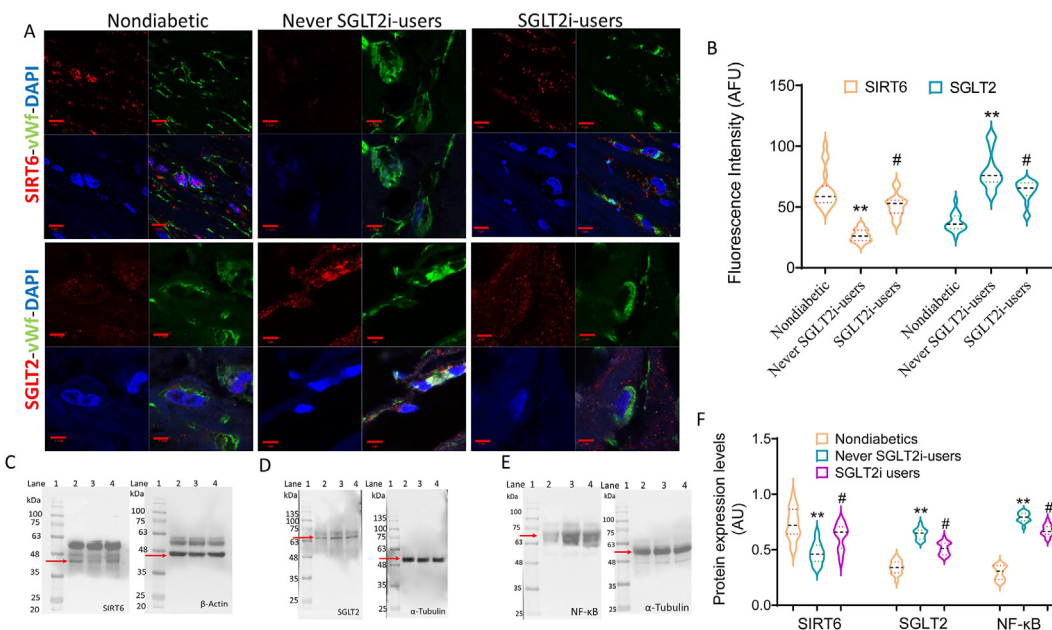 A
Nondiabetic
Never SGLT2i-users
SGLT2i-users
SIRT6-vWf-DAPI
SGLT2-vWf-DAPI
B
Fluorescence Intensity (AFU)
SIRT6
SGLT2
150
100
50
0
**
#
**
#
Nondiabetic
Never SGLT2i-users
SGLT2i-users
Nondiabetic
Never SGLT2i-users
SGLT2i-users
C
Lane 1 2 3 4
kDa
100
75
63
48
35
25
20
SIRT6
Lane 1 2 3 4
kDa
100
75
63
48
35
25
20
β-Actin
D
Lane 1 2 3 4
kDa
135
100
75
63
48
35
25
SGLT2
Lane 1 2 3 4
kDa
135
100
75
63
48
35
25
α-Tubulin
E
Lane 1 2 3 4
kDa
135
100
75
63
48
35
25
NF-κB
Lane 1 2 3 4
kDa
135
100
75
63
48
35
25
α-Tubulin
F
Protein expression levels
(AU)
Nondiabetics
Never SGLT2i-users
SGLT2i users
1.5
1.0
0.5
0.0
**
#
**
#
**
#
SIRT6
SGLT2
NF-κB